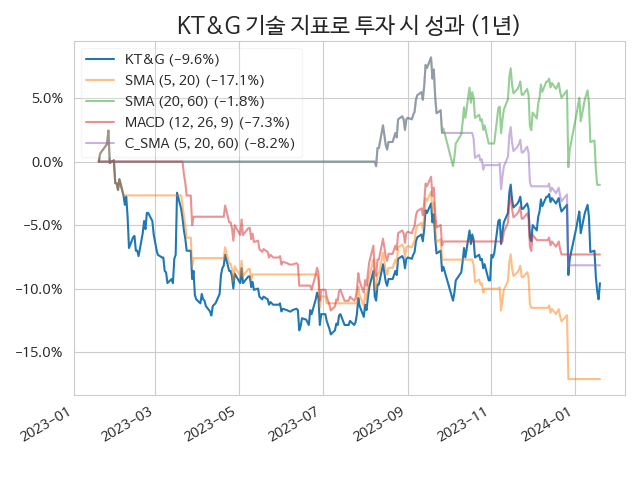 KT&G 기술 지표로 투자 시 성과 (1년)
KT&G (−9.6%)
SMA (5, 20) (−17.1%)
SMA (20, 60) (−1.8%)
MACD (12, 26, 9) (−7.3%)
C_SMA (5, 20, 60) (−8.2%)
5.0%
0.0%
−5.0%
−10.0%
−15.0%
2023-01
2023-03
2023-05
2023-07
2023-09
2023-11
2024-01